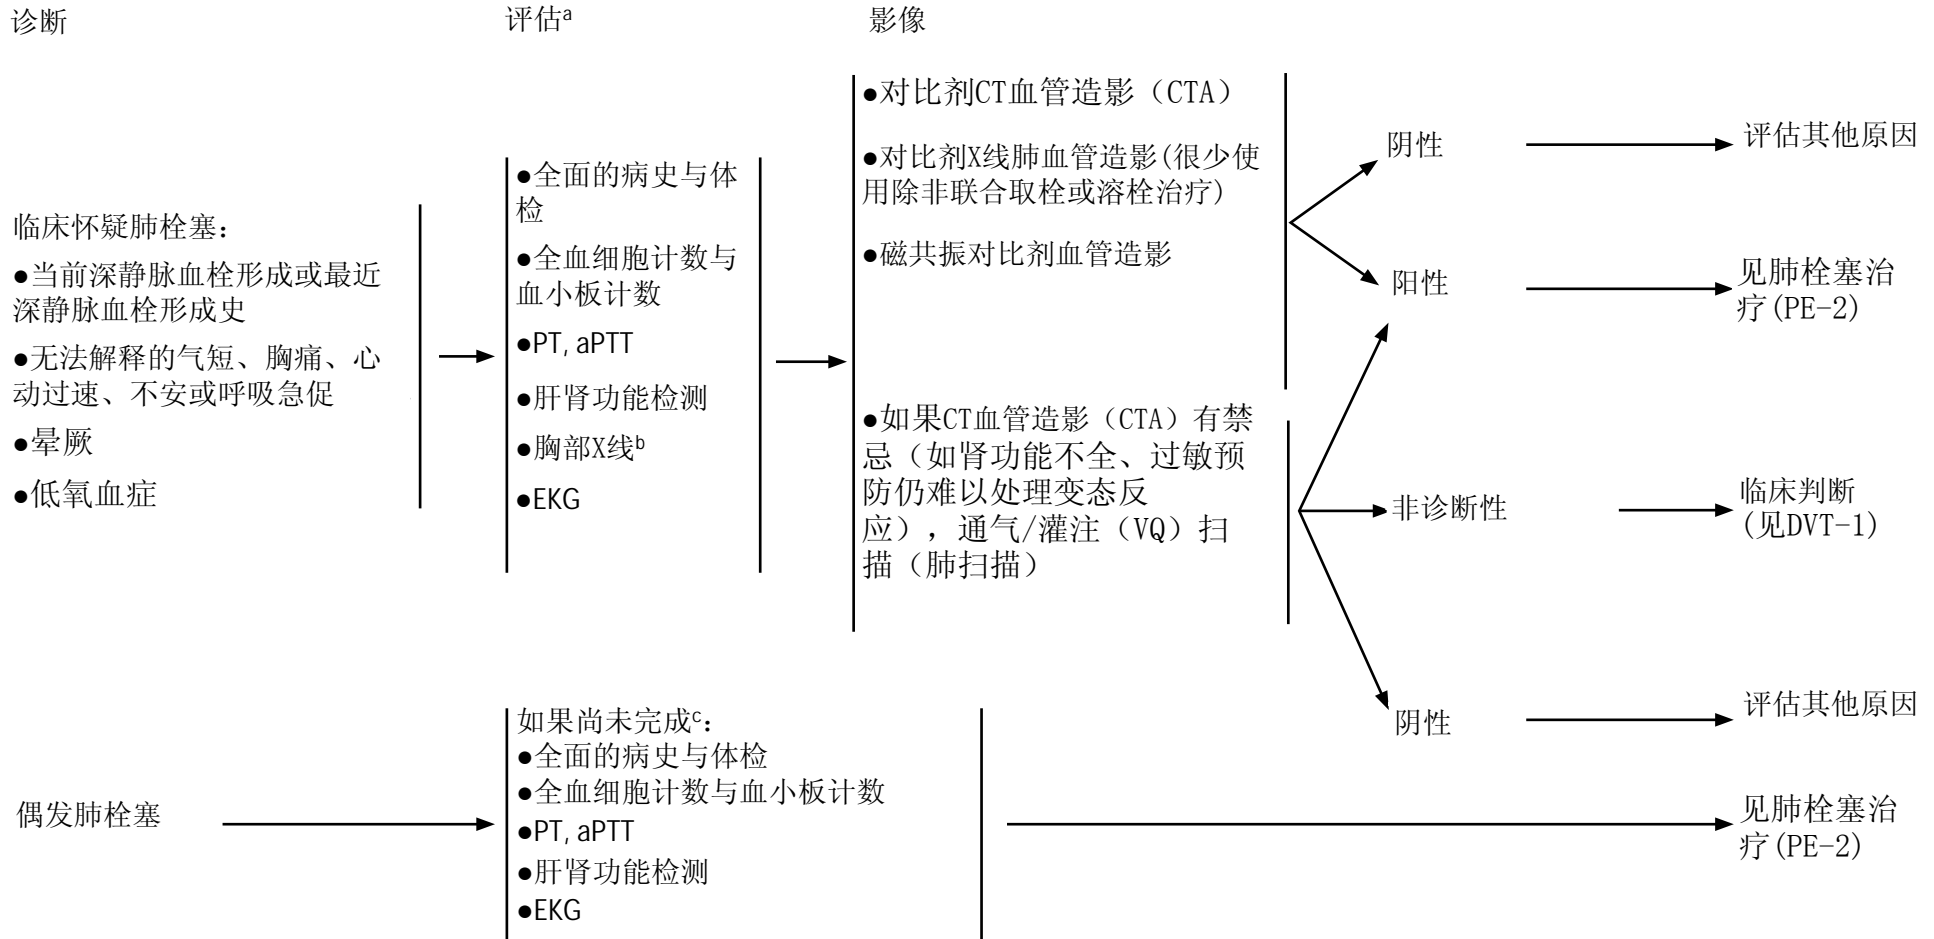 诊断
评估a
影像
临床怀疑肺栓塞：
●当前深静脉血栓形成或最近
深静脉血栓形成史
●无法解释的气短、胸痛、心
动过速、不安或呼吸急促
●晕厥
●低氧血症
●全面的病史与体
检
●全血细胞计数与
血小板计数
●PT, aPTT
●肝肾功能检测
●胸部X线b
●EKG
●对比剂CT血管造影（CTA）
●对比剂X线肺血管造影(很少使
用除非联合取栓或溶栓治疗)
●磁共振对比剂血管造影
●如果CT血管造影（CTA）有禁
忌（如肾功能不全、过敏预
防仍难以处理变态反
应），通气/灌注（VQ）扫
描（肺扫描）
阴性
评估其他原因
阳性
见肺栓塞治
疗(PE-2)
非诊断性
临床判断
(见DVT-1)
阴性
评估其他原因
偶发肺栓塞
如果尚未完成c：
●全面的病史与体检
●全血细胞计数与血小板计数
●PT, aPTT
●肝肾功能检测
●EKG
见肺栓塞治
疗(PE-2)